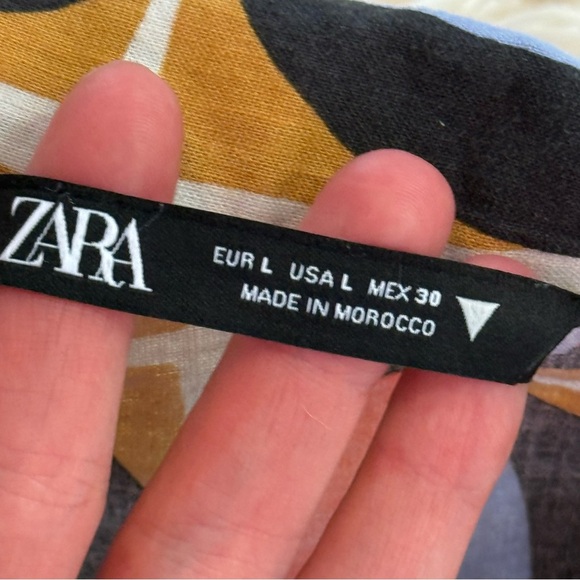 ZARA
EUR L USA L MEX 30
MADE IN MOROCCO